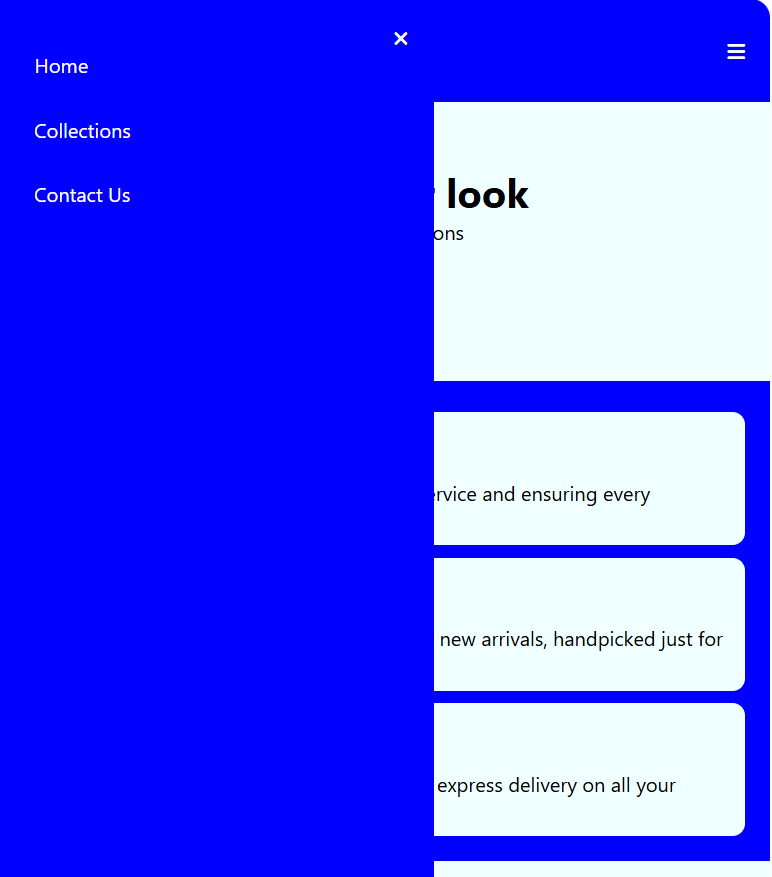 Home
Collections
Contact Us
look
ons
service and ensuring every
new arrivals, handpicked just for
express delivery on all your